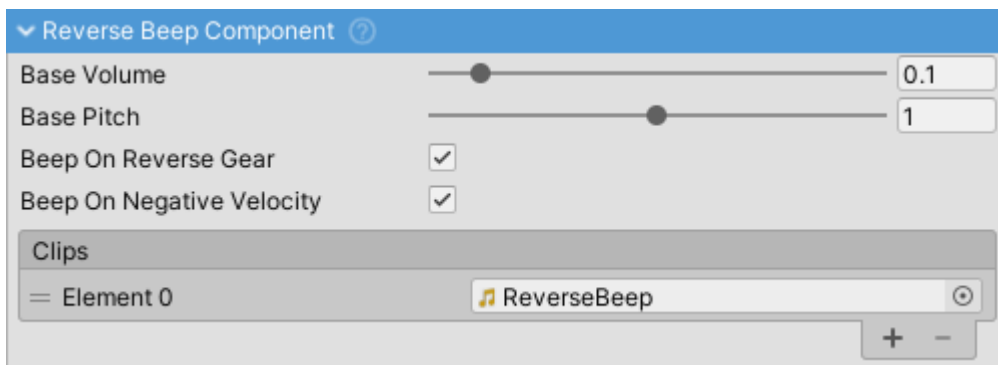 Reverse Beep Component ?
Base Volume 0.1
Base Pitch 1
Beep On Reverse Gear
Beep On Negative Velocity
Clips
Element 0 ReverseBeep
+ −